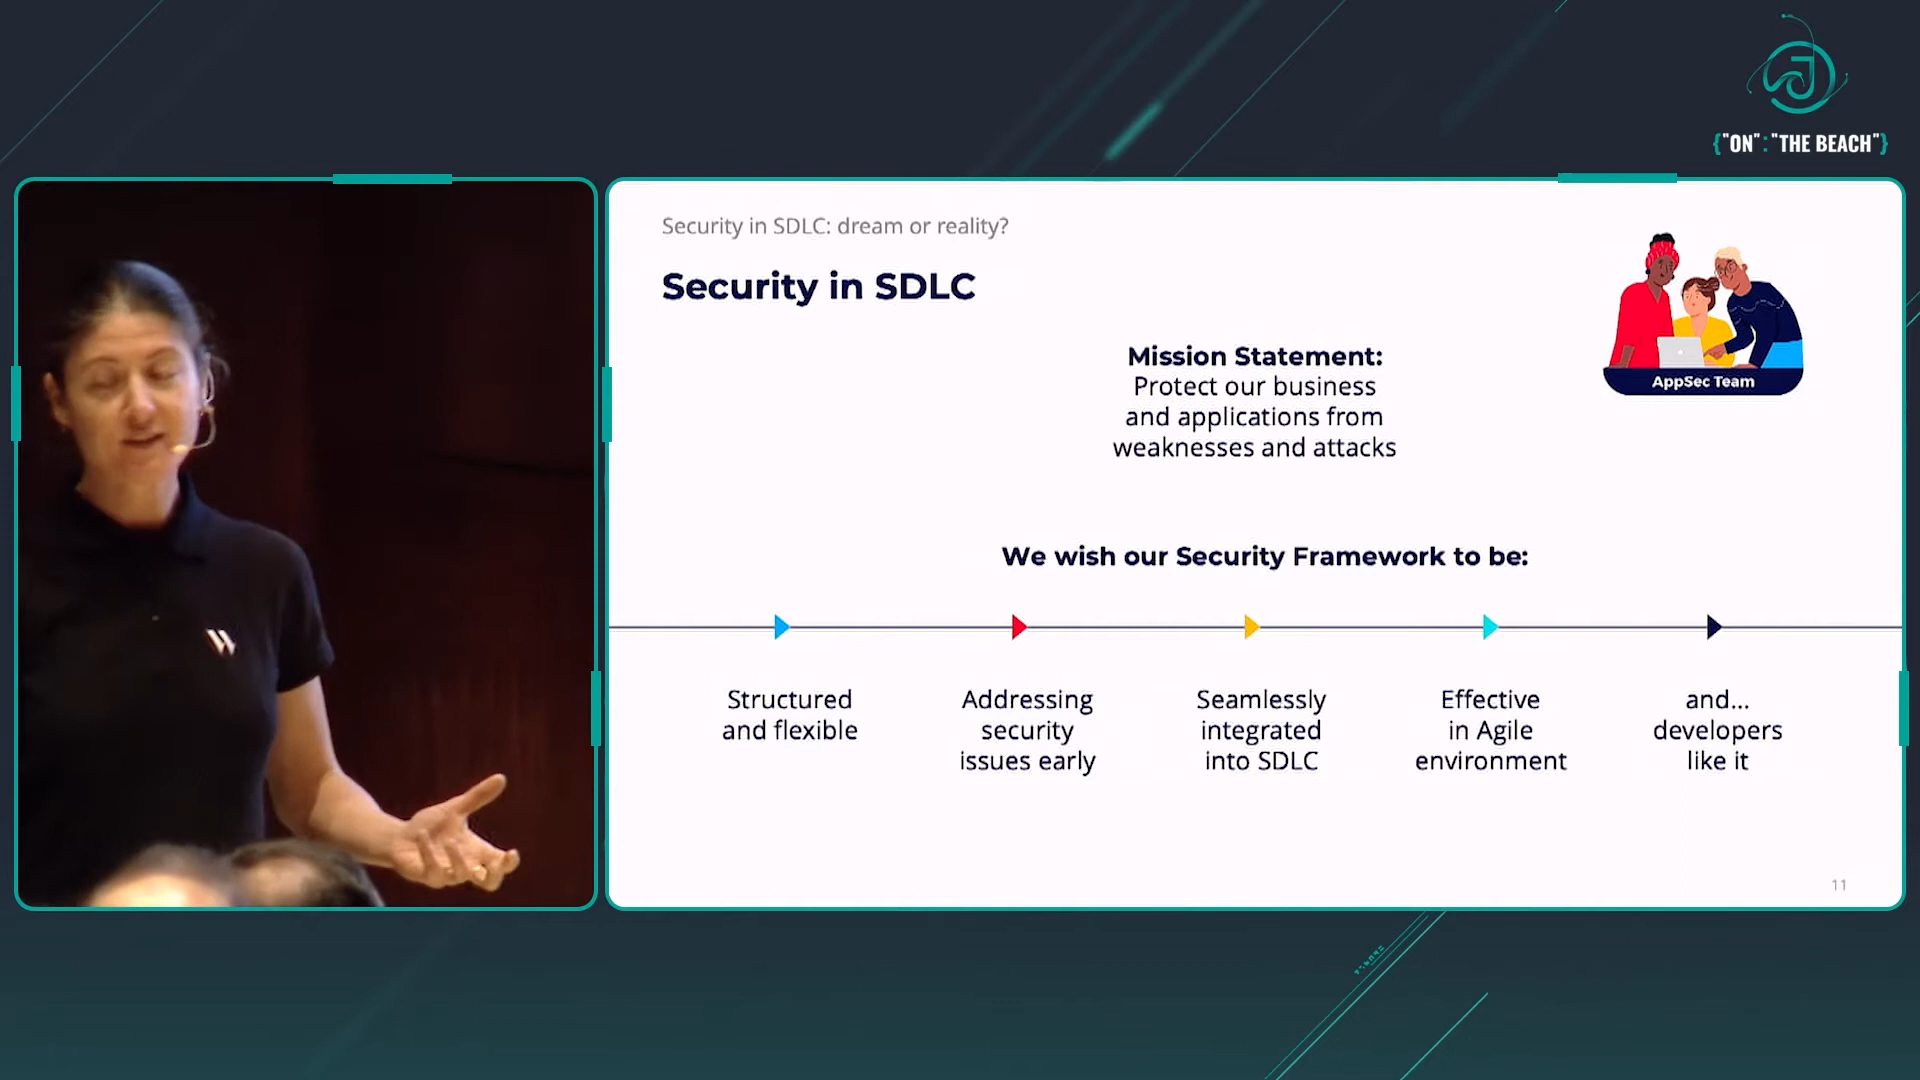 {"ON":"THE BEACH"}
Security in SDLC: dream or reality?
Security in SDLC
AppSec Team
Mission Statement:
Protect our business
and applications from
weaknesses and attacks
We wish our Security Framework to be:
Structured
and flexible
Addressing
security
issues early
Seamlessly
integrated
into SDLC
Effective
in Agile
environment
and...
developers
like it
11